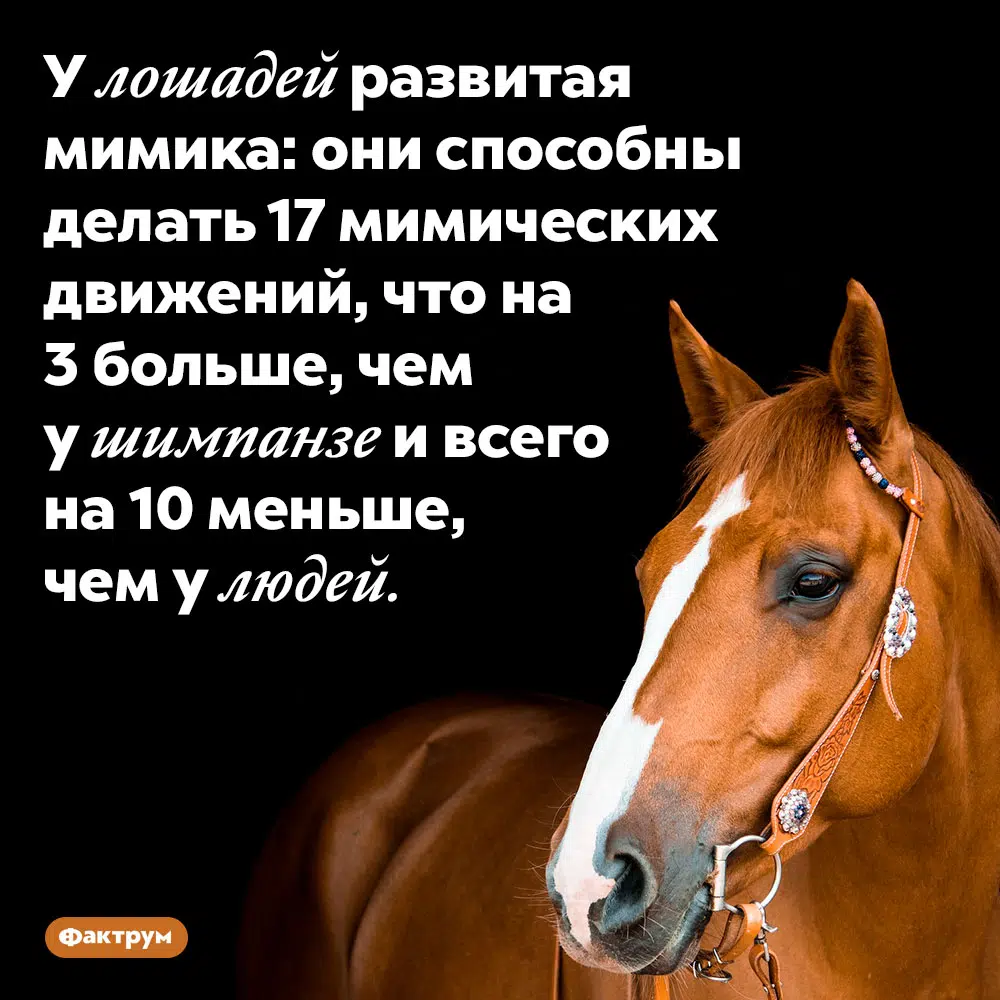 У лошадей развитая
мимика: они способны
делать 17 мимических
движений, что на
3 больше, чем
у шимпанзе и всего
на 10 меньше,
чем у людей.
Фактрум